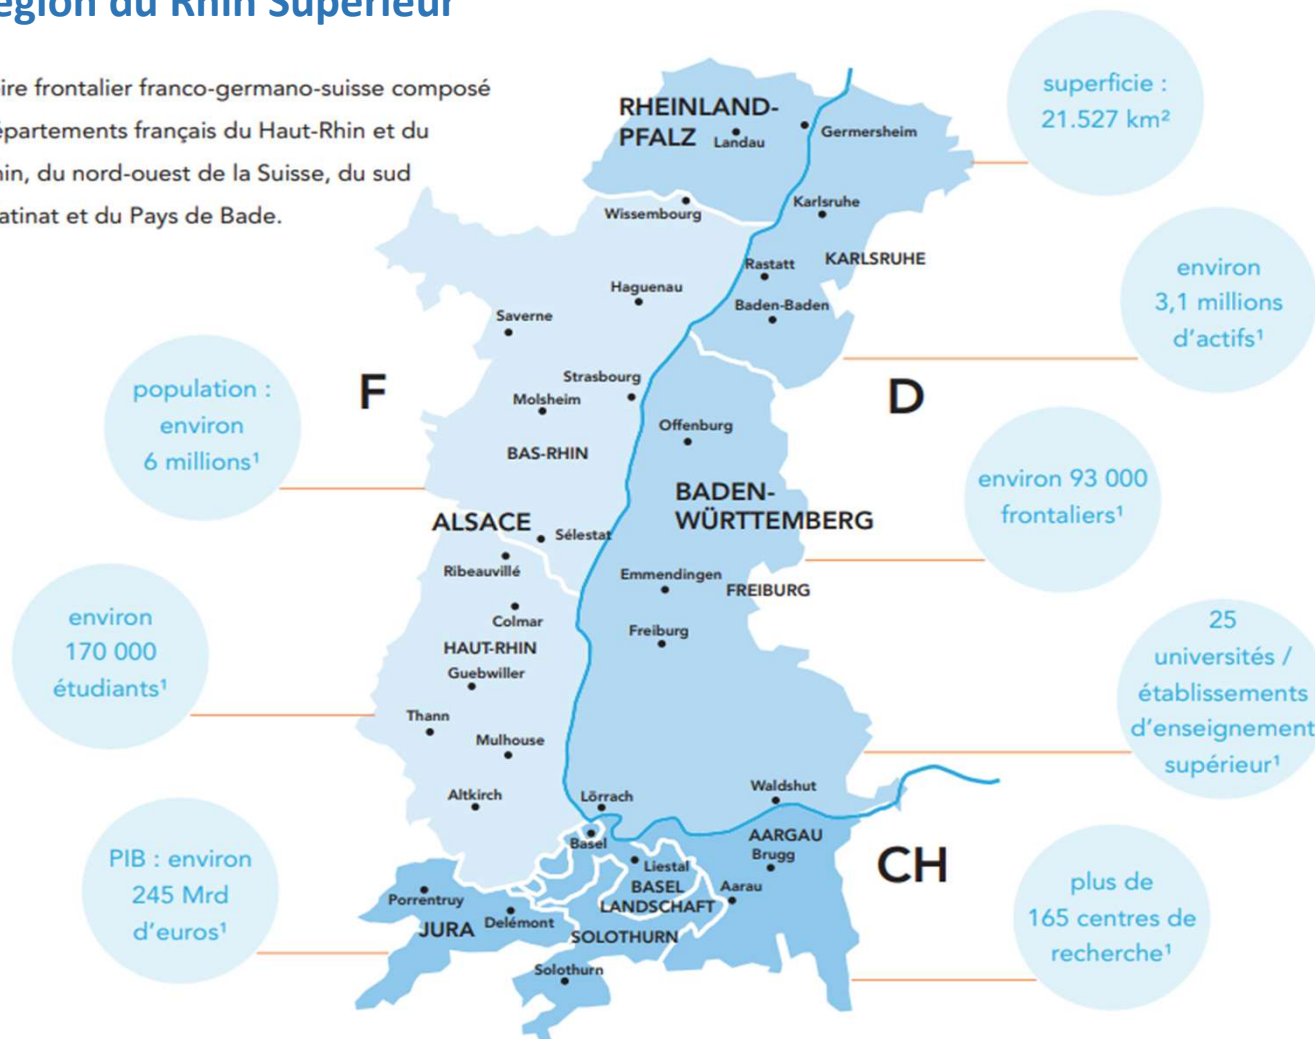 égion du Rhin Supérieur
ire frontalier franco-germano-suisse composé
épartements français du Haut-Rhin et du
hin, du nord-ouest de la Suisse, du sud
atinat et du Pays de Bade.
superficie :
21.527 km²
environ
3,1 millions
d'actifs¹
environ 93 000
frontaliers¹
25
universités /
établissements
d'enseignement
supérieur¹
plus de
165 centres de
recherche¹
population :
environ
6 millions¹
environ
170 000
étudiants¹
PIB : environ
245 Mrd
d'euros¹
F
D
CH
RHEINLAND-
PFALZ
Landau
Germersheim
Wissembourg
Karlsruhe
KARLSRUHE
Rastatt
Haguenau
Baden-Baden
Saverne
Strasbourg
Molsheim
Offenburg
BAS-RHIN
BADEN-
WÜRTTEMBERG
ALSACE
Sélestat
Ribeauvillé
Emmendingen
FREIBURG
Colmar
Freiburg
HAUT-RHIN
Guebwiller
Thann
Mulhouse
Altkirch
Lörrach
Waldshut
Basel
AARGAU
Brugg
Liestal
BASEL
LANDSCHAFT
Aarau
Porrentruy
JURA
Delémont
SOLOTHURN
Solothurn